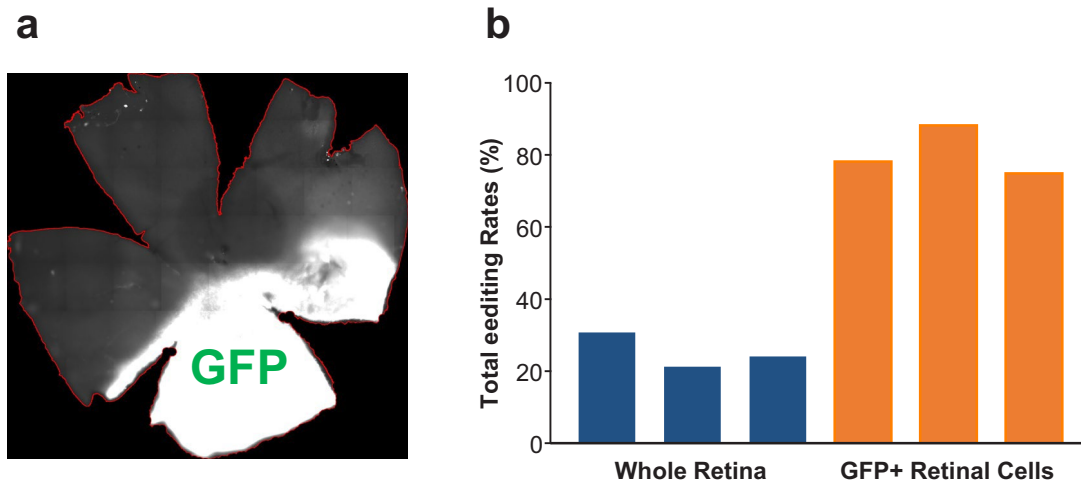 a
b
GFP
Total eediting Rates (%)
100
80
60
40
20
0
Whole Retina
GFP+ Retinal Cells